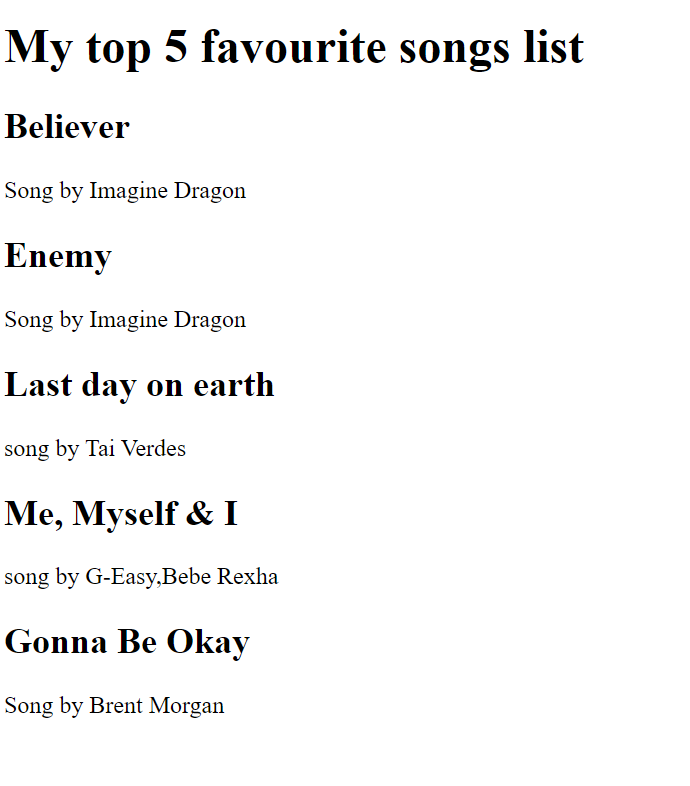 My top 5 favourite songs list
Believer
Song by Imagine Dragon
Enemy
Song by Imagine Dragon
Last day on earth
song by Tai Verdes
Me, Myself & I
song by G-Easy,Bebe Rexha
Gonna Be Okay
Song by Brent Morgan